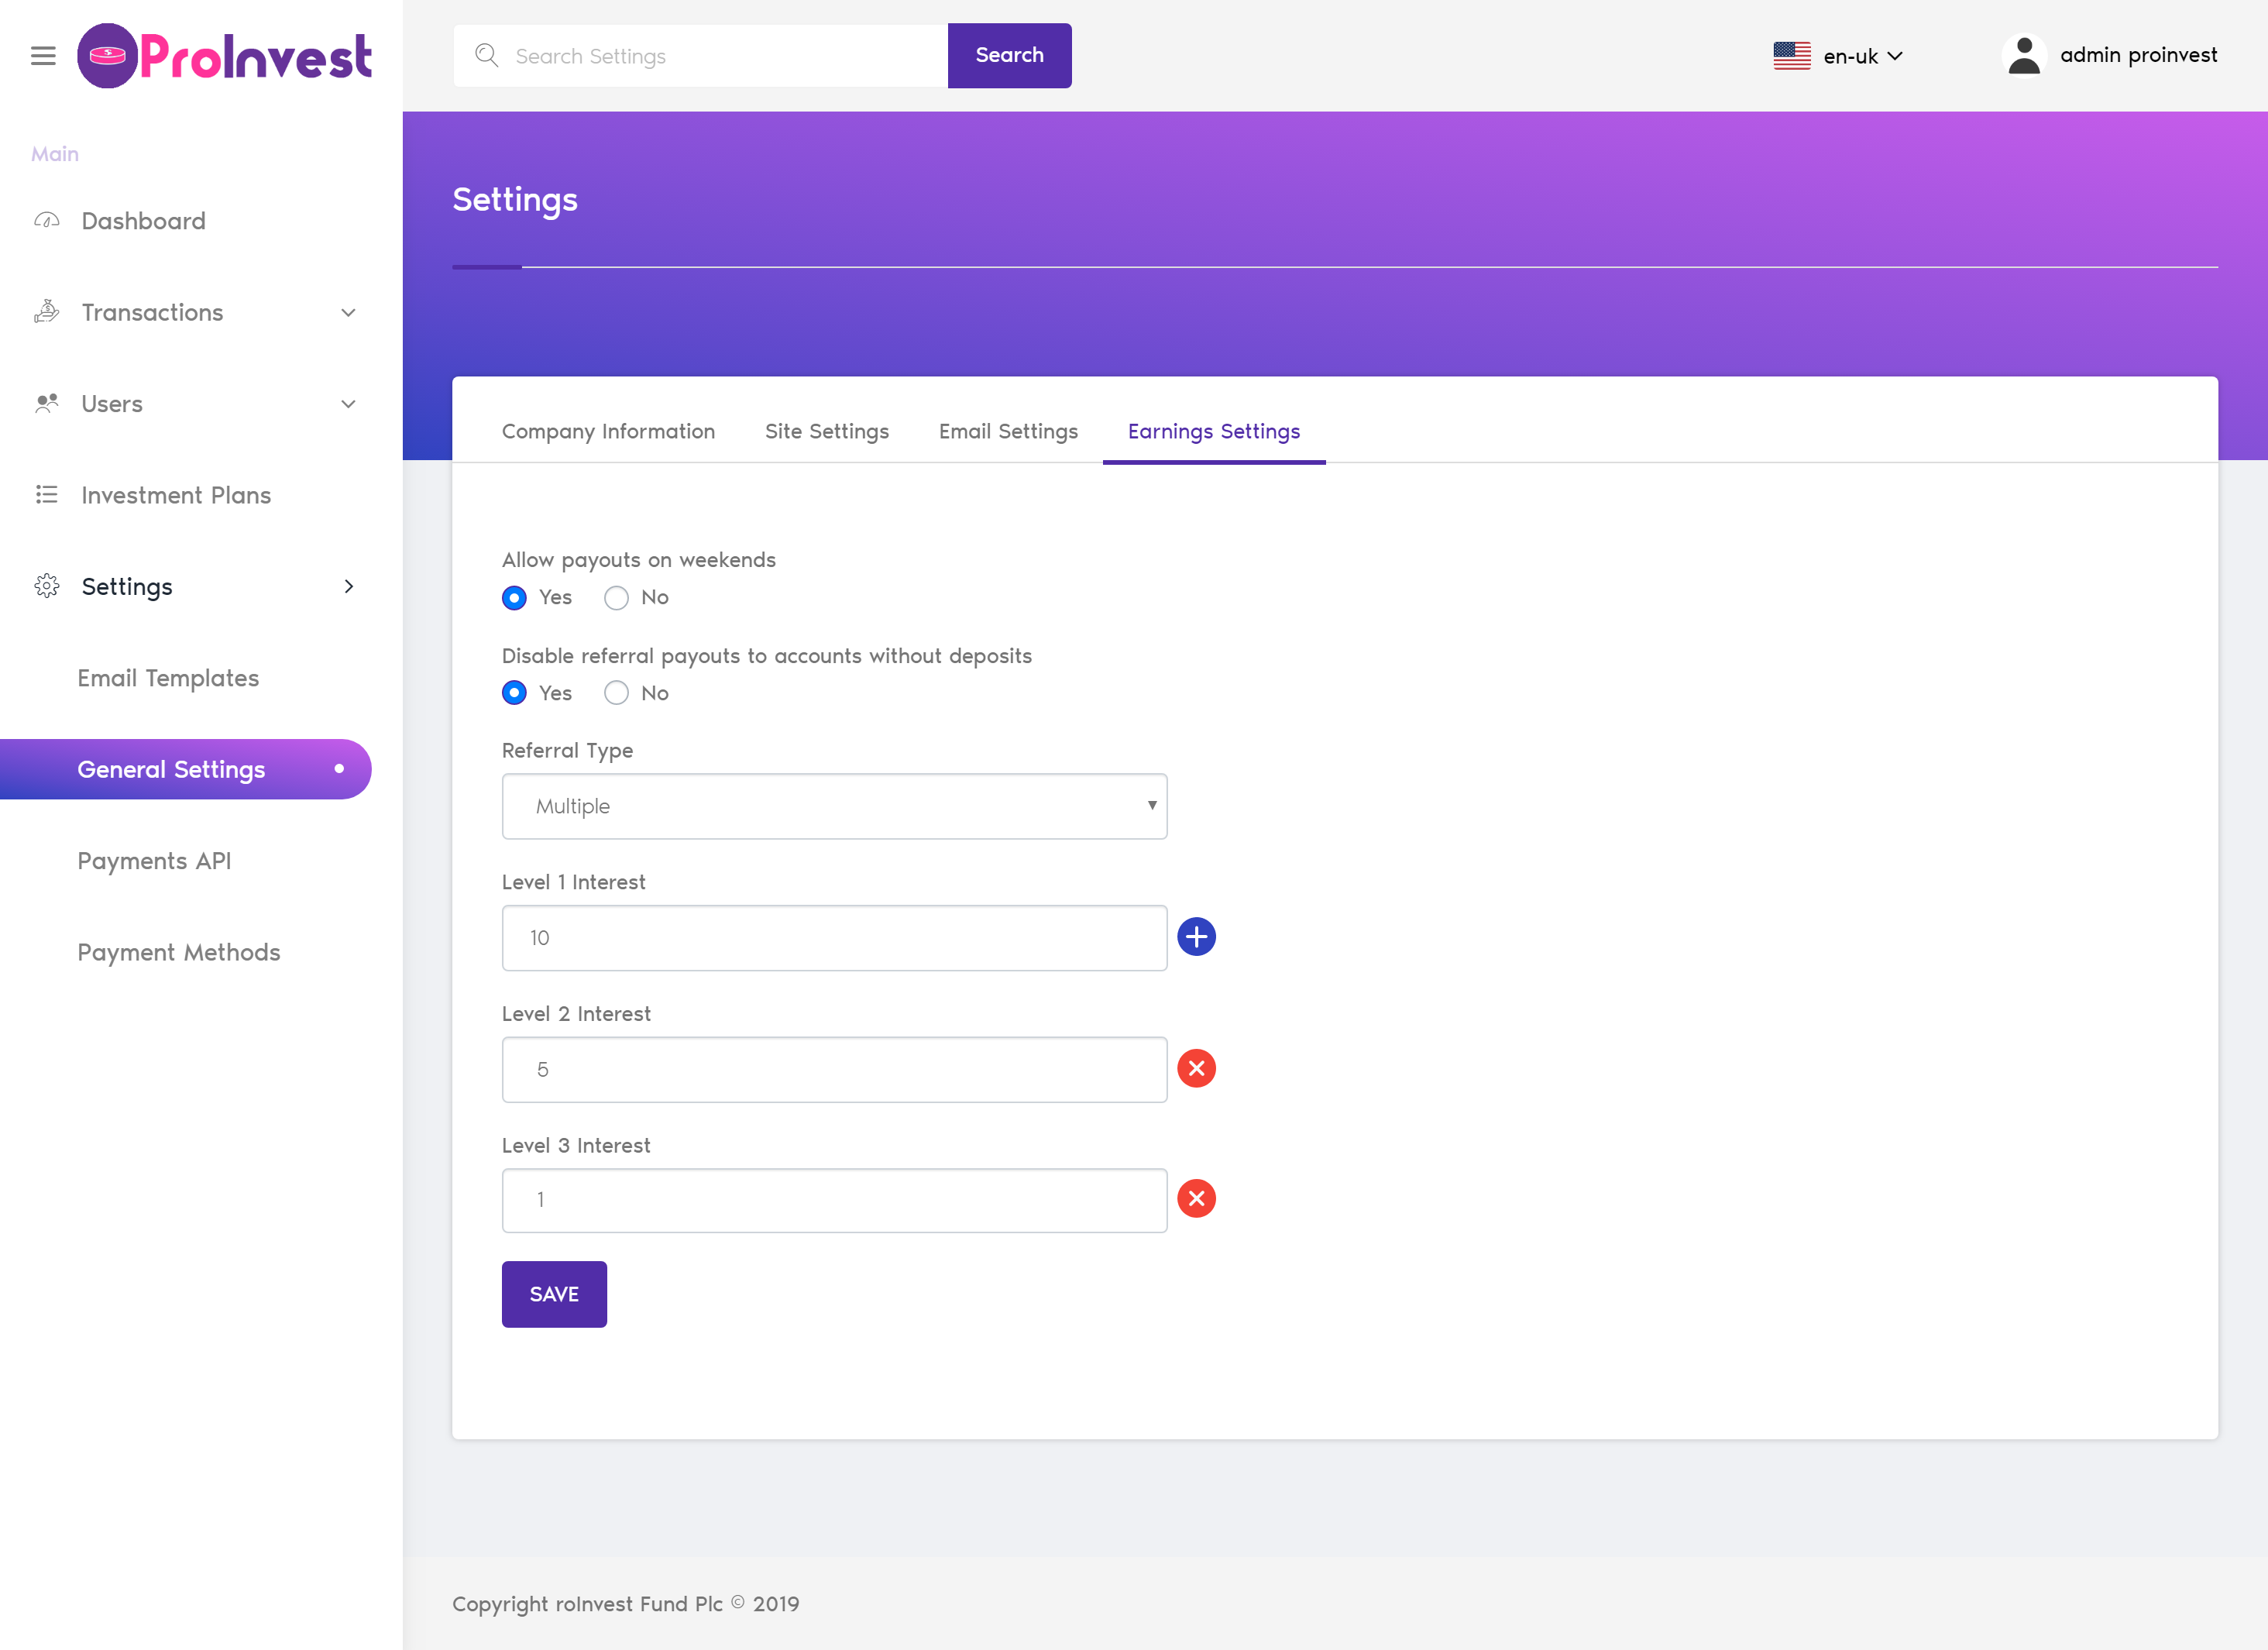 ProInvest
Search Settings
Search
en-uk
admin proinvest
Main
Dashboard
Transactions
Users
Investment Plans
Settings
Email Templates
General Settings
Payments API
Payment Methods
Settings
Company Information
Site Settings
Email Settings
Earnings Settings
Allow payouts on weekends
Yes No
Disable referral payouts to accounts without deposits
Yes No
Referral Type
Multiple
Level 1 Interest
10
Level 2 Interest
5
Level 3 Interest
1
SAVE
Copyright roInvest Fund Plc © 2019